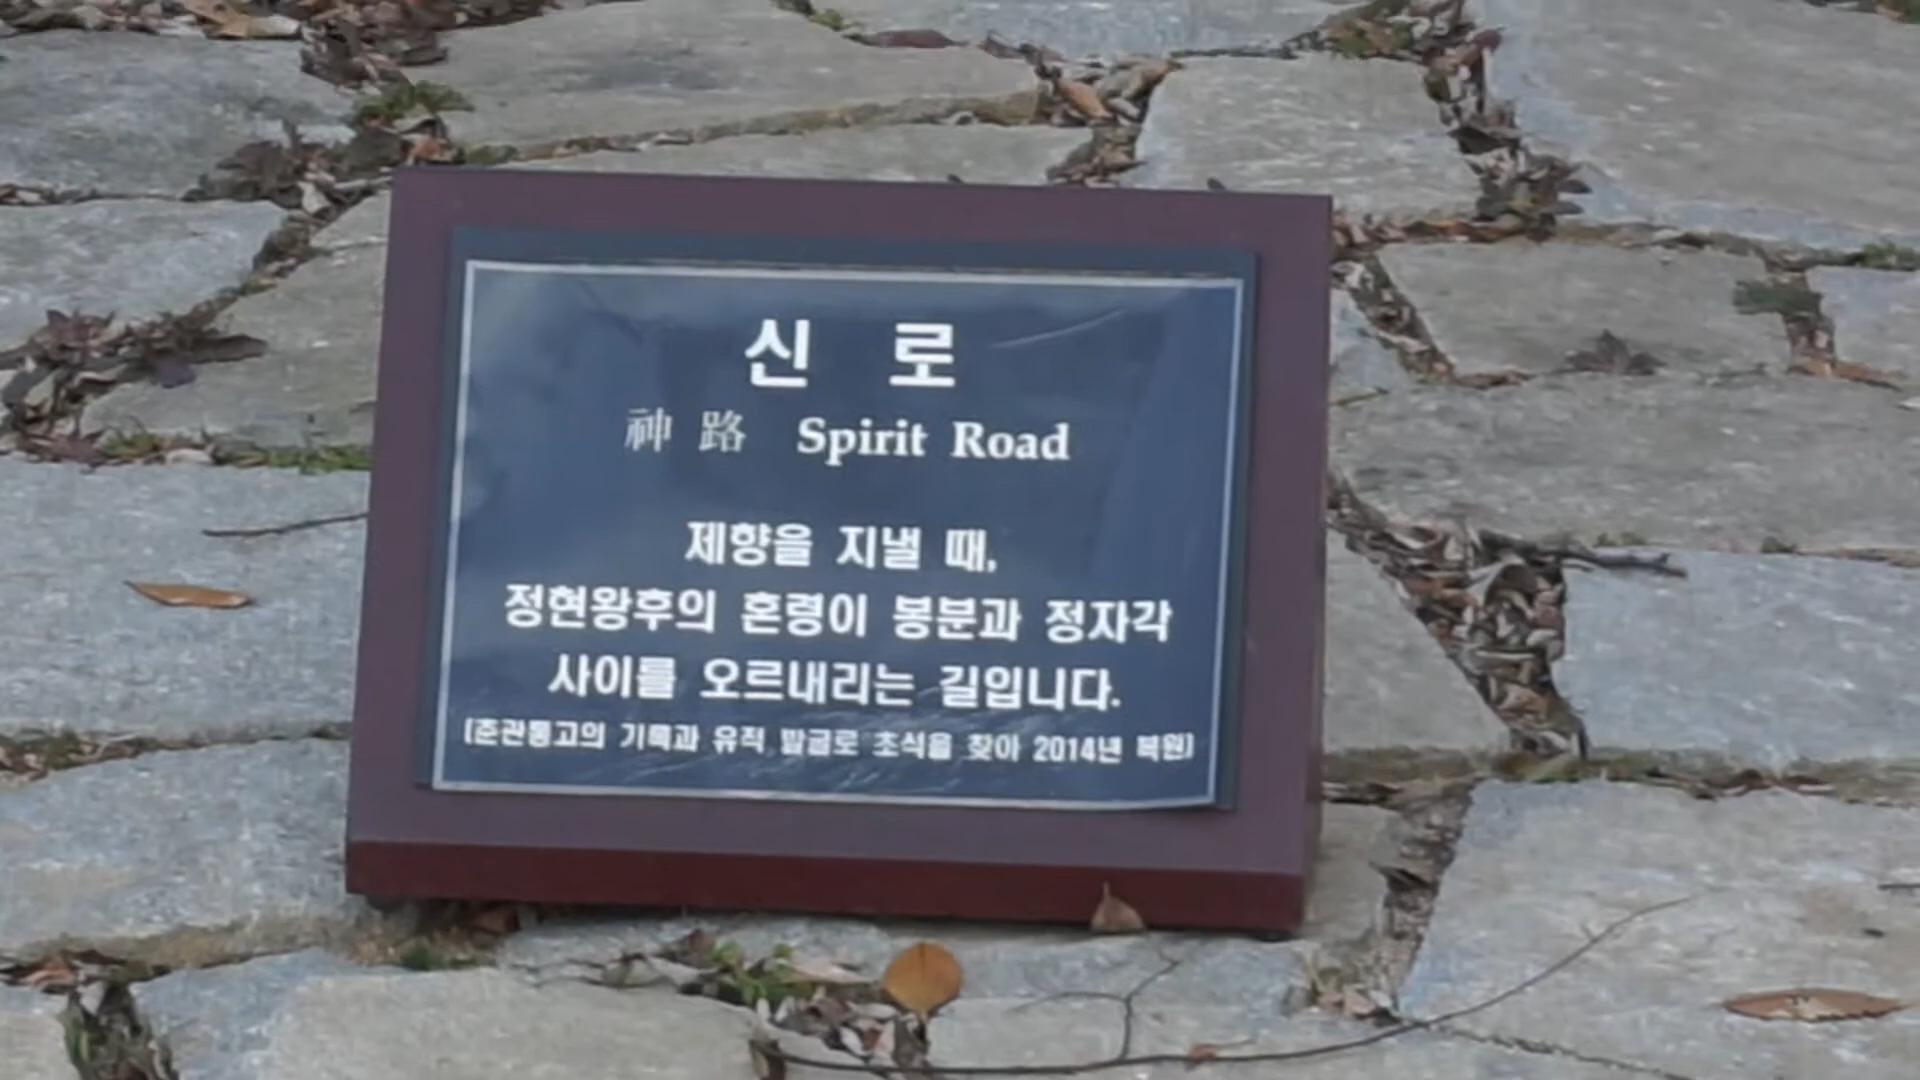 신 로
神 路 Spirit Road
제향을 지낼 때,
정현왕후의 혼령이 봉분과 정자각
사이를 오르내리는 길입니다.
(춘관통고의 기록과 유적 발굴로 초석을 찾아 2014년 복원)